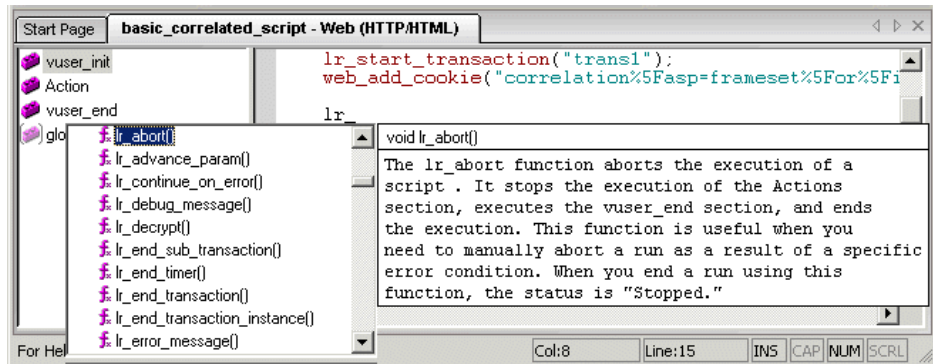 Start Page
basic_correlated_script - Web (HTTP/HTML)
vuser_init
Action
vuser_end
glo
lr_start_transaction("trans1");
web_add_cookie("correlation%5Fasp=frameset%5For%5Fi
lr_
lr_abort()
lr_advance_param()
lr_continue_on_error()
lr_debug_message()
lr_decrypt()
lr_end_sub_transaction()
lr_end_timer()
lr_end_transaction()
lr_end_transaction_instance()
lr_error_message()
void lr_abort()
The lr_abort function aborts the execution of a
script . It stops the execution of the Actions
section, executes the vuser_end section, and ends
the execution. This function is useful when you
need to manually abort a run as a result of a specific
error condition. When you end a run using this
function, the status is "Stopped."
For Hel
Col:8
Line:15
INS
CAP
NUM
SCRL